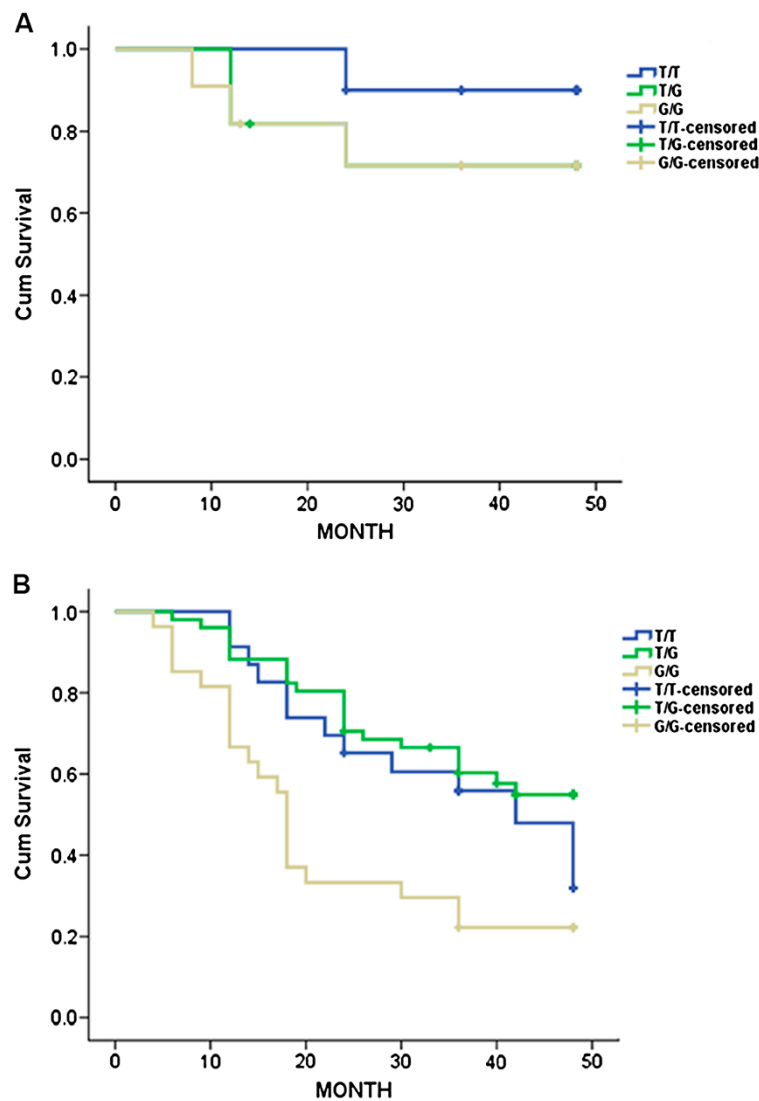 A
1.0
0.8
0.6
0.4
0.2
0.0
Cum Survival
0 10 20 30 40 50
MONTH
T/T
T/G
G/G
T/T-censored
T/G-censored
G/G-censored
B
1.0
0.8
0.6
0.4
0.2
0.0
Cum Survival
0 10 20 30 40 50
MONTH
T/T
T/G
G/G
T/T-censored
T/G-censored
G/G-censored